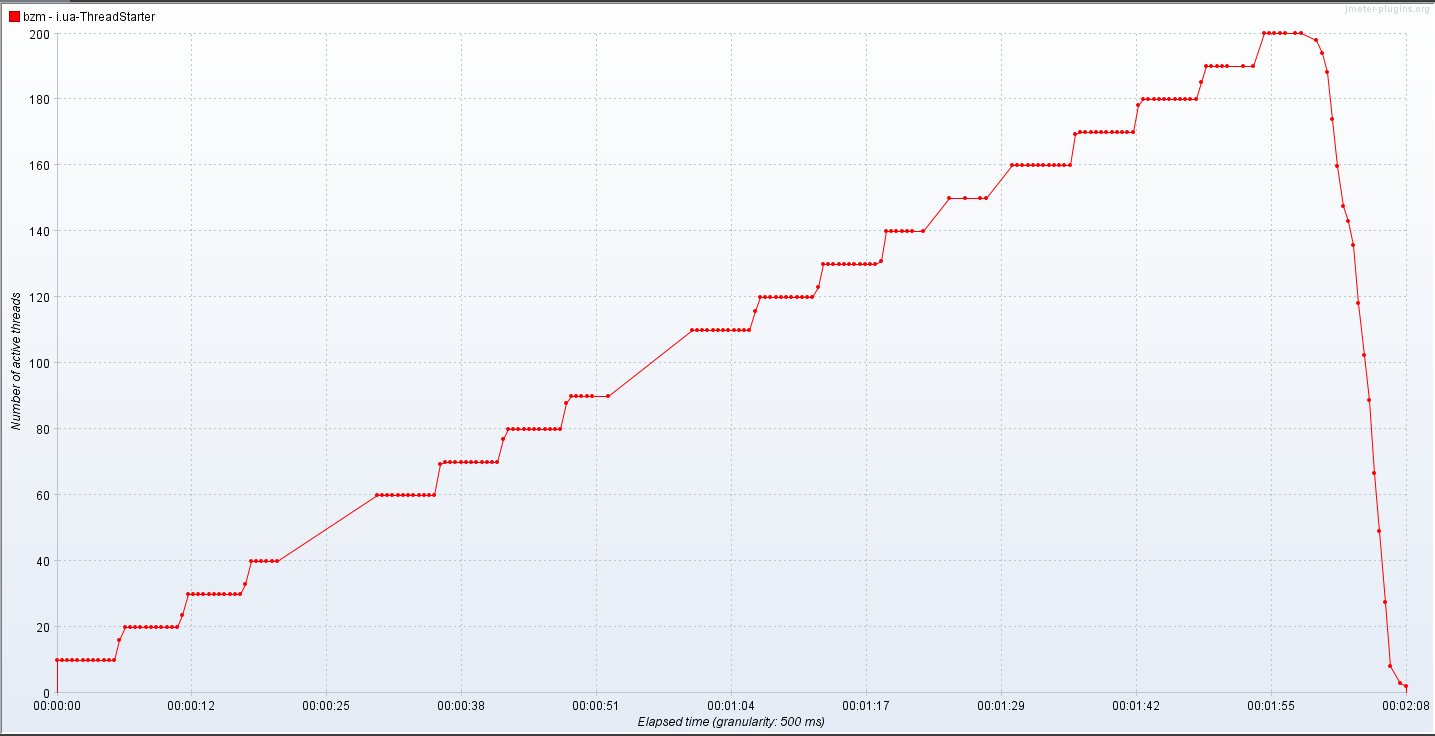 bzm - i.ua-ThreadStarter
jmeter-plugins.org
200
180
160
140
120
100
80
60
40
20
0
Number of active threads
00:00:00 00:00:12 00:00:25 00:00:38 00:00:51 00:01:04 00:01:17 00:01:29 00:01:42 00:01:55 00:02:08
Elapsed time (granularity: 500 ms)